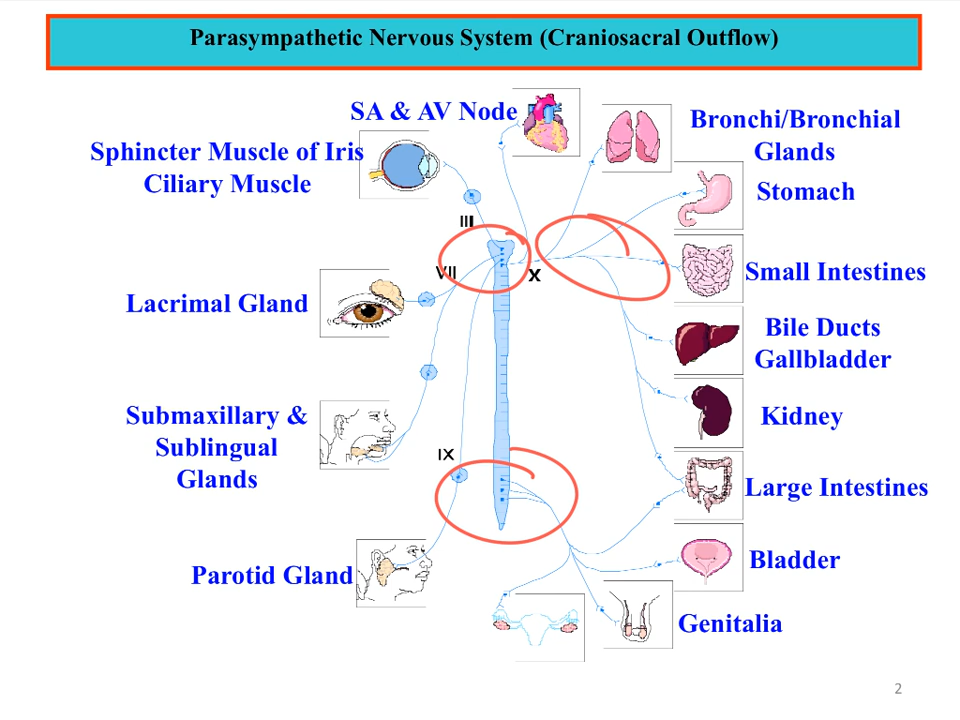 Parasympathetic Nervous System (Craniosacral Outflow)
SA & AV Node
Bronchi/Bronchial
Glands
Sphincter Muscle of Iris
Ciliary Muscle
Stomach
III
VII
X
Small Intestines
Lacrimal Gland
Bile Ducts
Gallbladder
Submaxillary &
Sublingual
Glands
Kidney
IX
Large Intestines
Parotid Gland
Bladder
Genitalia
2